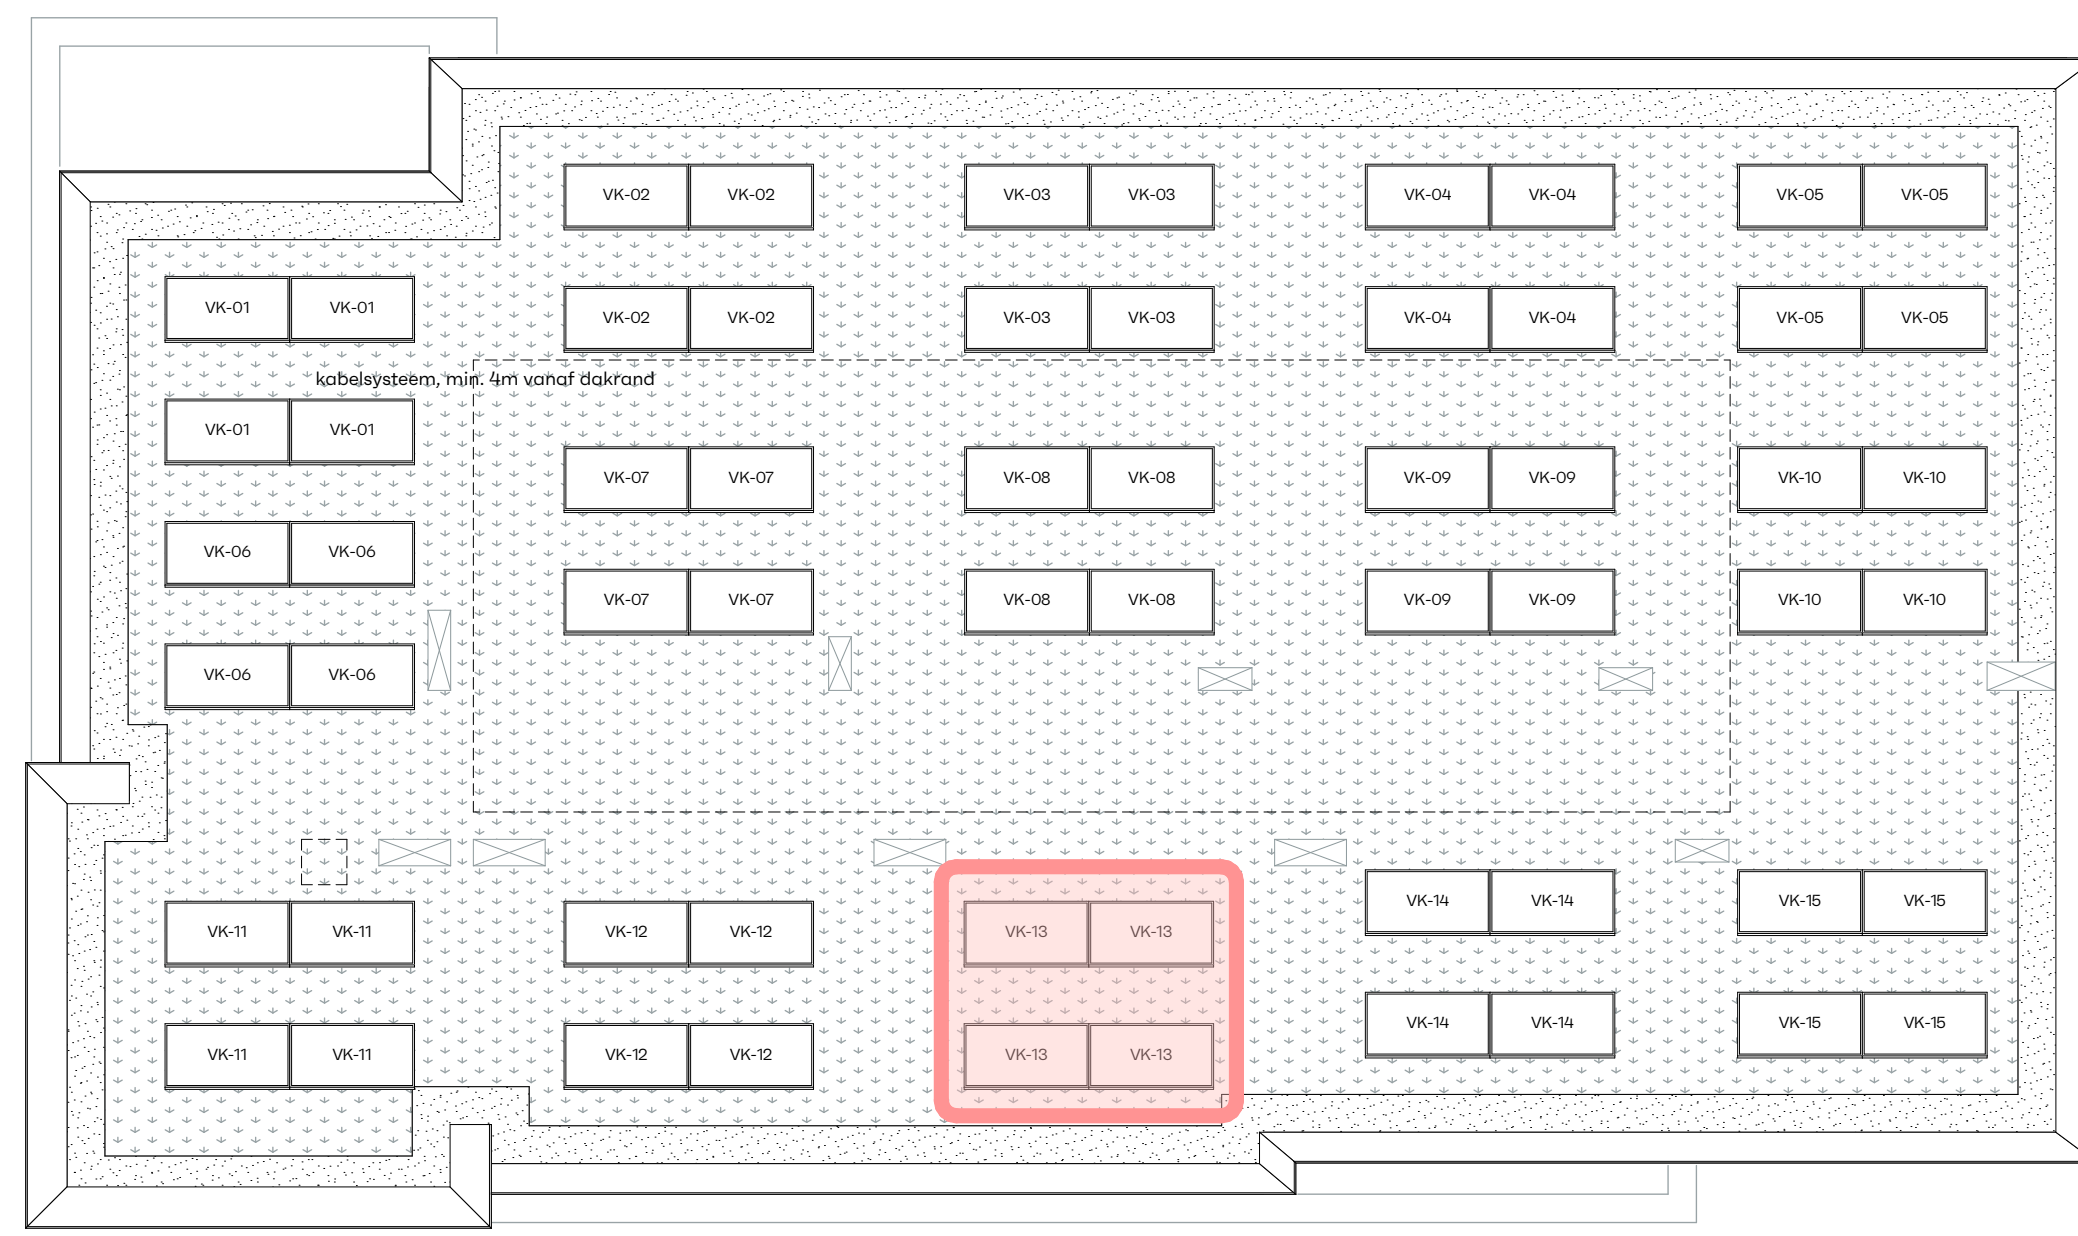 VK-02 VK-02 VK-03 VK-03 VK-04 VK-04 VK-05 VK-05
VK-01 VK-01 VK-02 VK-02 VK-03 VK-03 VK-04 VK-04 VK-05 VK-05
kabelsysteem, min. 4m vanaf dakrand
VK-01 VK-01
VK-07 VK-07 VK-08 VK-08 VK-09 VK-09 VK-10 VK-10
VK-06 VK-06
VK-07 VK-07 VK-08 VK-08 VK-09 VK-09 VK-10 VK-10
VK-06 VK-06
VK-14 VK-14 VK-15 VK-15
VK-11 VK-11 VK-12 VK-12 VK-13 VK-13
VK-14 VK-14 VK-15 VK-15
VK-11 VK-11 VK-12 VK-12 VK-13 VK-13